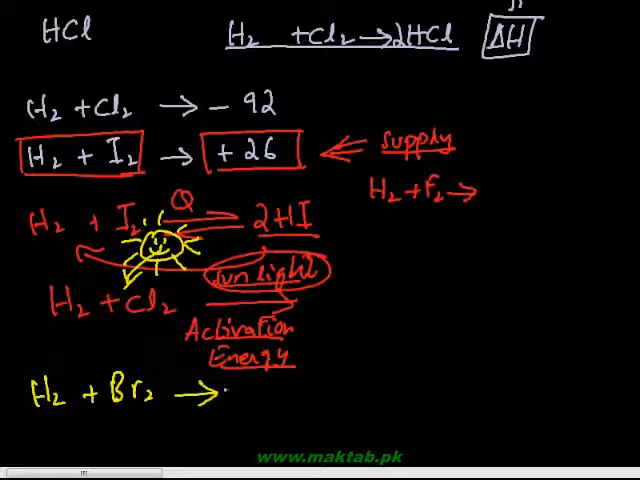 HCl
H₂ + Cl₂ → 2HCl ΔH
H₂ + Cl₂ → - 92
H₂ + I₂ → + 26
supply
H₂ + F₂ →
H₂ + I₂ Q 2HI
sun light
H₂ + Cl₂
Activation
Energy
H₂ + Br₂ →
www.maktab.pk